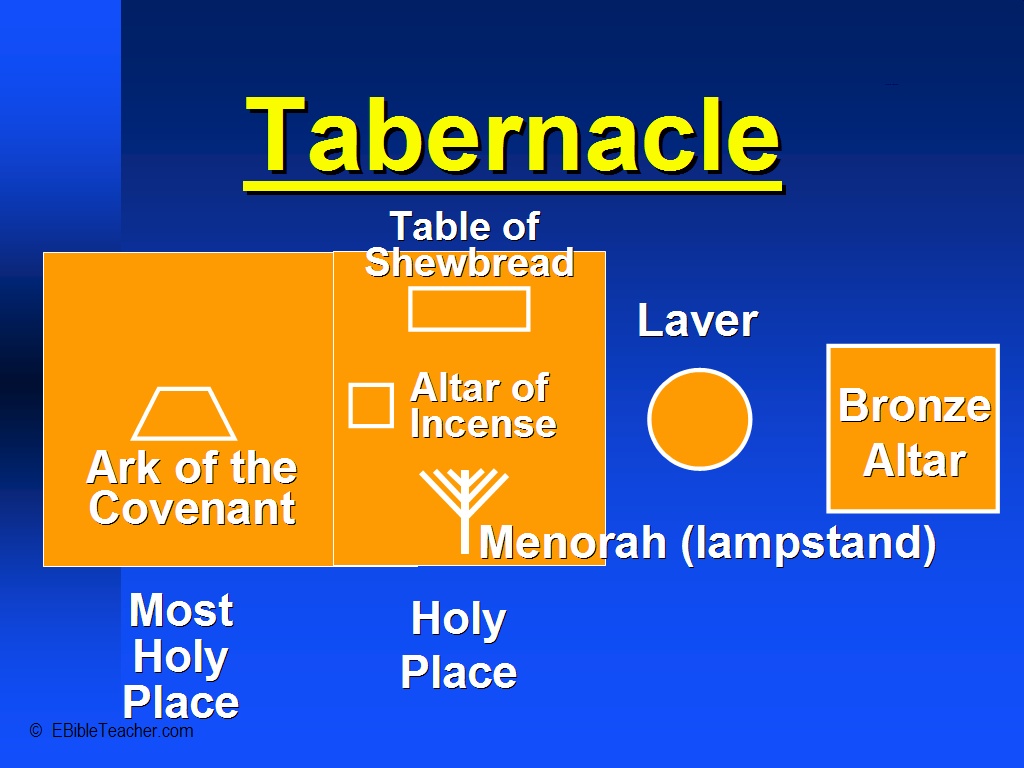 Tabernacle
Table of
Shewbread
Laver
Altar of
Incense
Bronze
Altar
Ark of the
Covenant
Menorah (lampstand)
Most
Holy
Place
Holy
Place
© EBibleTeacher.com